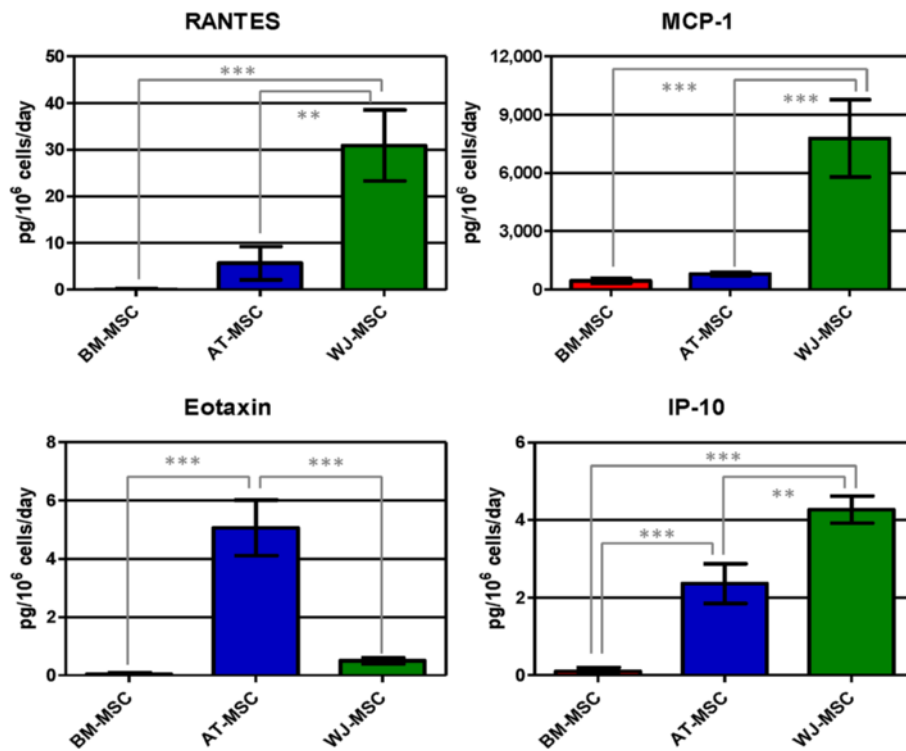 RANTES
pg/10⁶ cells/day
50
40
30
20
10
0
***
**
BM-MSC
AT-MSC
WJ-MSC
MCP-1
pg/10⁶ cells/day
12,000
9,000
6,000
3,000
0
***
***
BM-MSC
AT-MSC
WJ-MSC
Eotaxin
pg/10⁶ cells/day
8
6
4
2
0
***
***
BM-MSC
AT-MSC
WJ-MSC
IP-10
pg/10⁶ cells/day
6
4
2
0
***
**
***
BM-MSC
AT-MSC
WJ-MSC